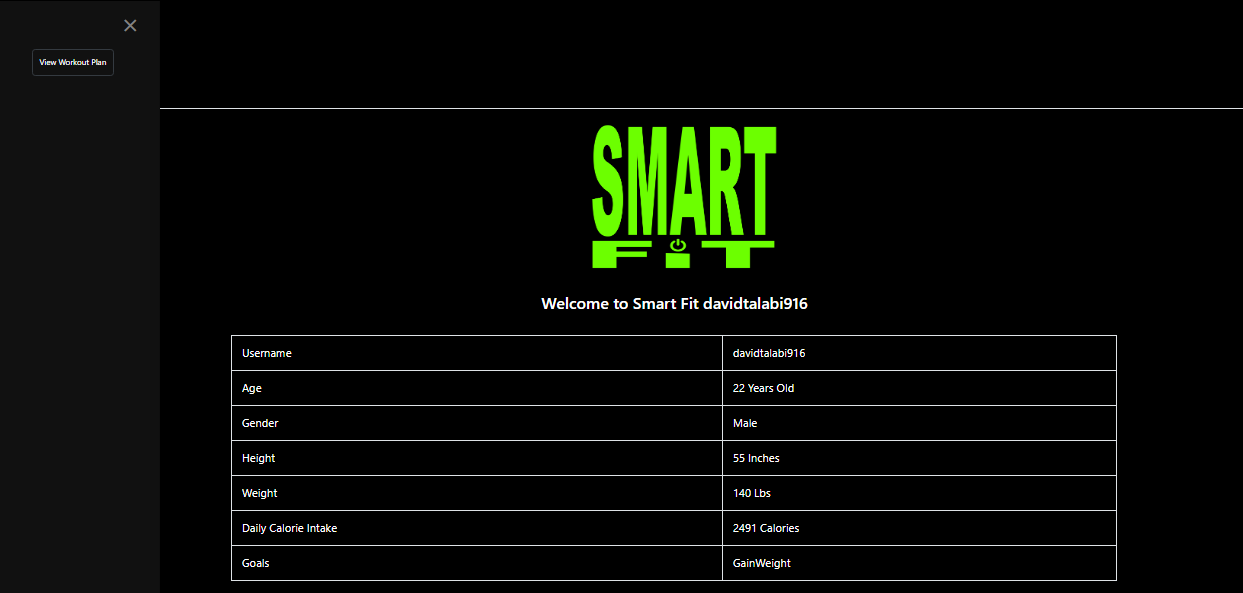 View Workout Plan
SMART
FiT
Welcome to Smart Fit davidtalabi916
Username davidtalabi916
Age 22 Years Old
Gender Male
Height 55 Inches
Weight 140 Lbs
Daily Calorie Intake 2491 Calories
Goals GainWeight